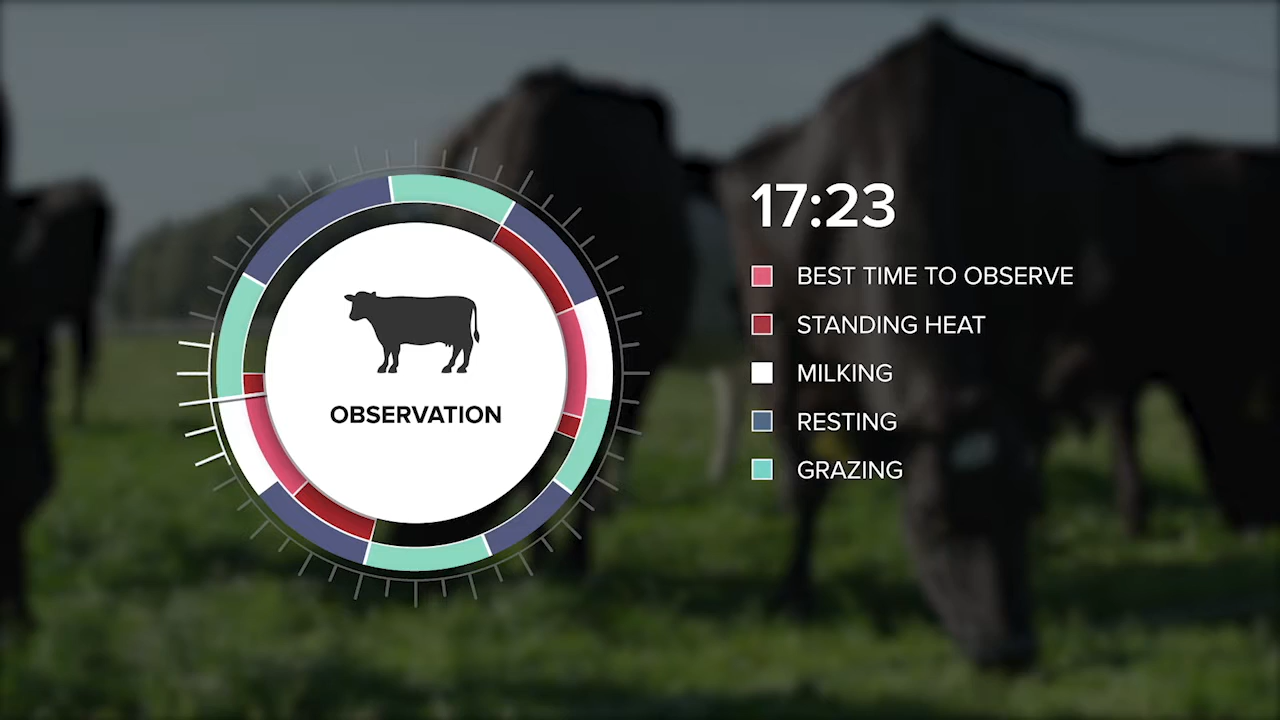 17:23
BEST TIME TO OBSERVE
STANDING HEAT
MILKING
RESTING
GRAZING
OBSERVATION